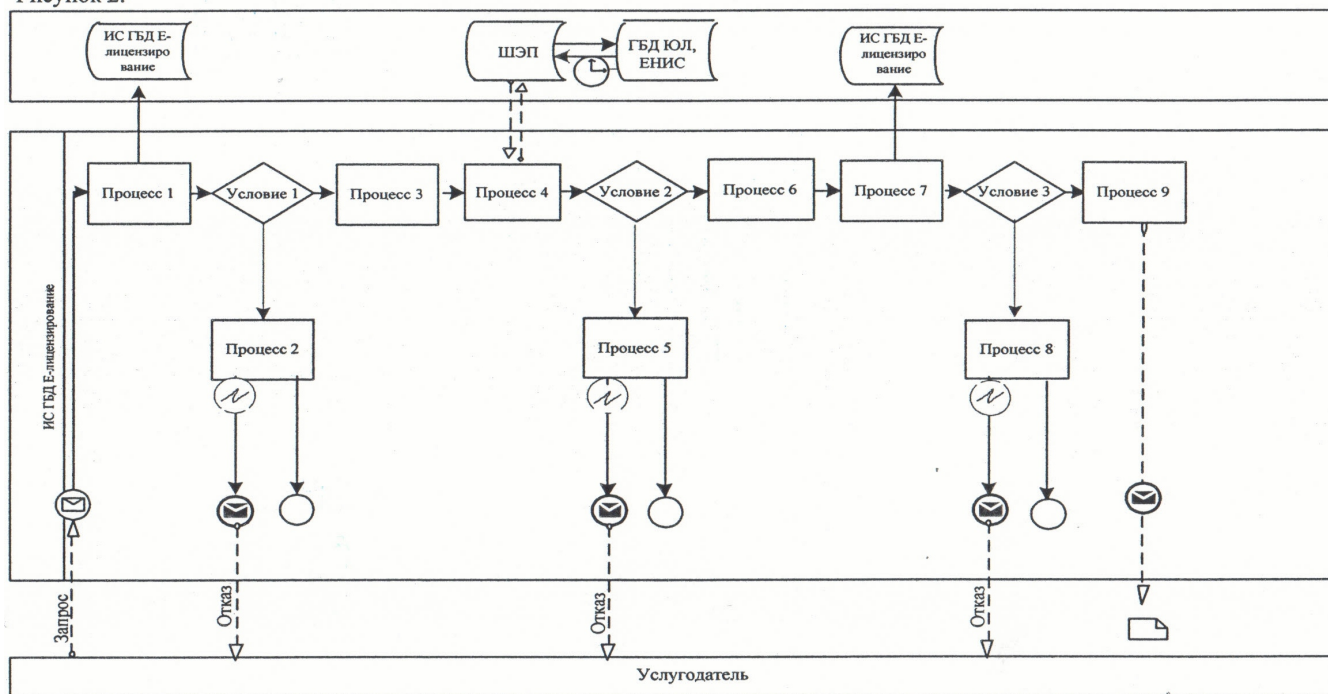 Рисунок 2.
ИС ГБД Е-
лицензиро
вание
ШЭП
ГБД ЮЛ,
ЕНИС
ИС ГБД Е-
лицензиро
вание
Процесс 1
Условие 1
Процесс 3
Процесс 4
Условие 2
Процесс 6
Процесс 7
Условие 3
Процесс 9
Процесс 2
Процесс 5
Процесс 8
ИС ГБД Е-лицензирование
Запрос
Отказ
Отказ
Отказ
Услугодатель